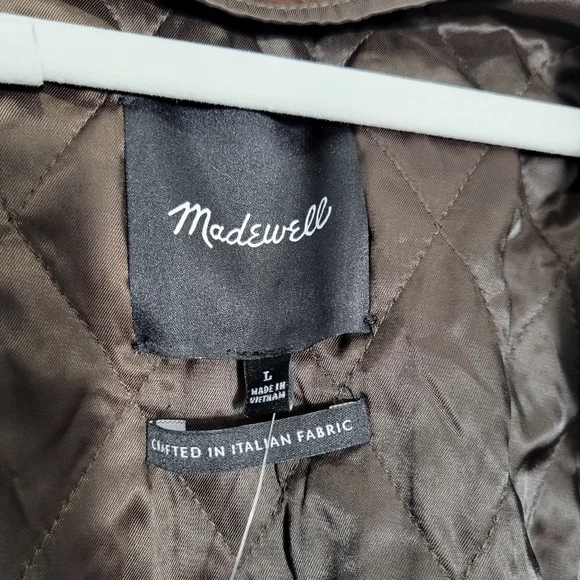 Madewell
L
MADE IN
VIETNAM
CRAFTED IN ITALIAN FABRIC